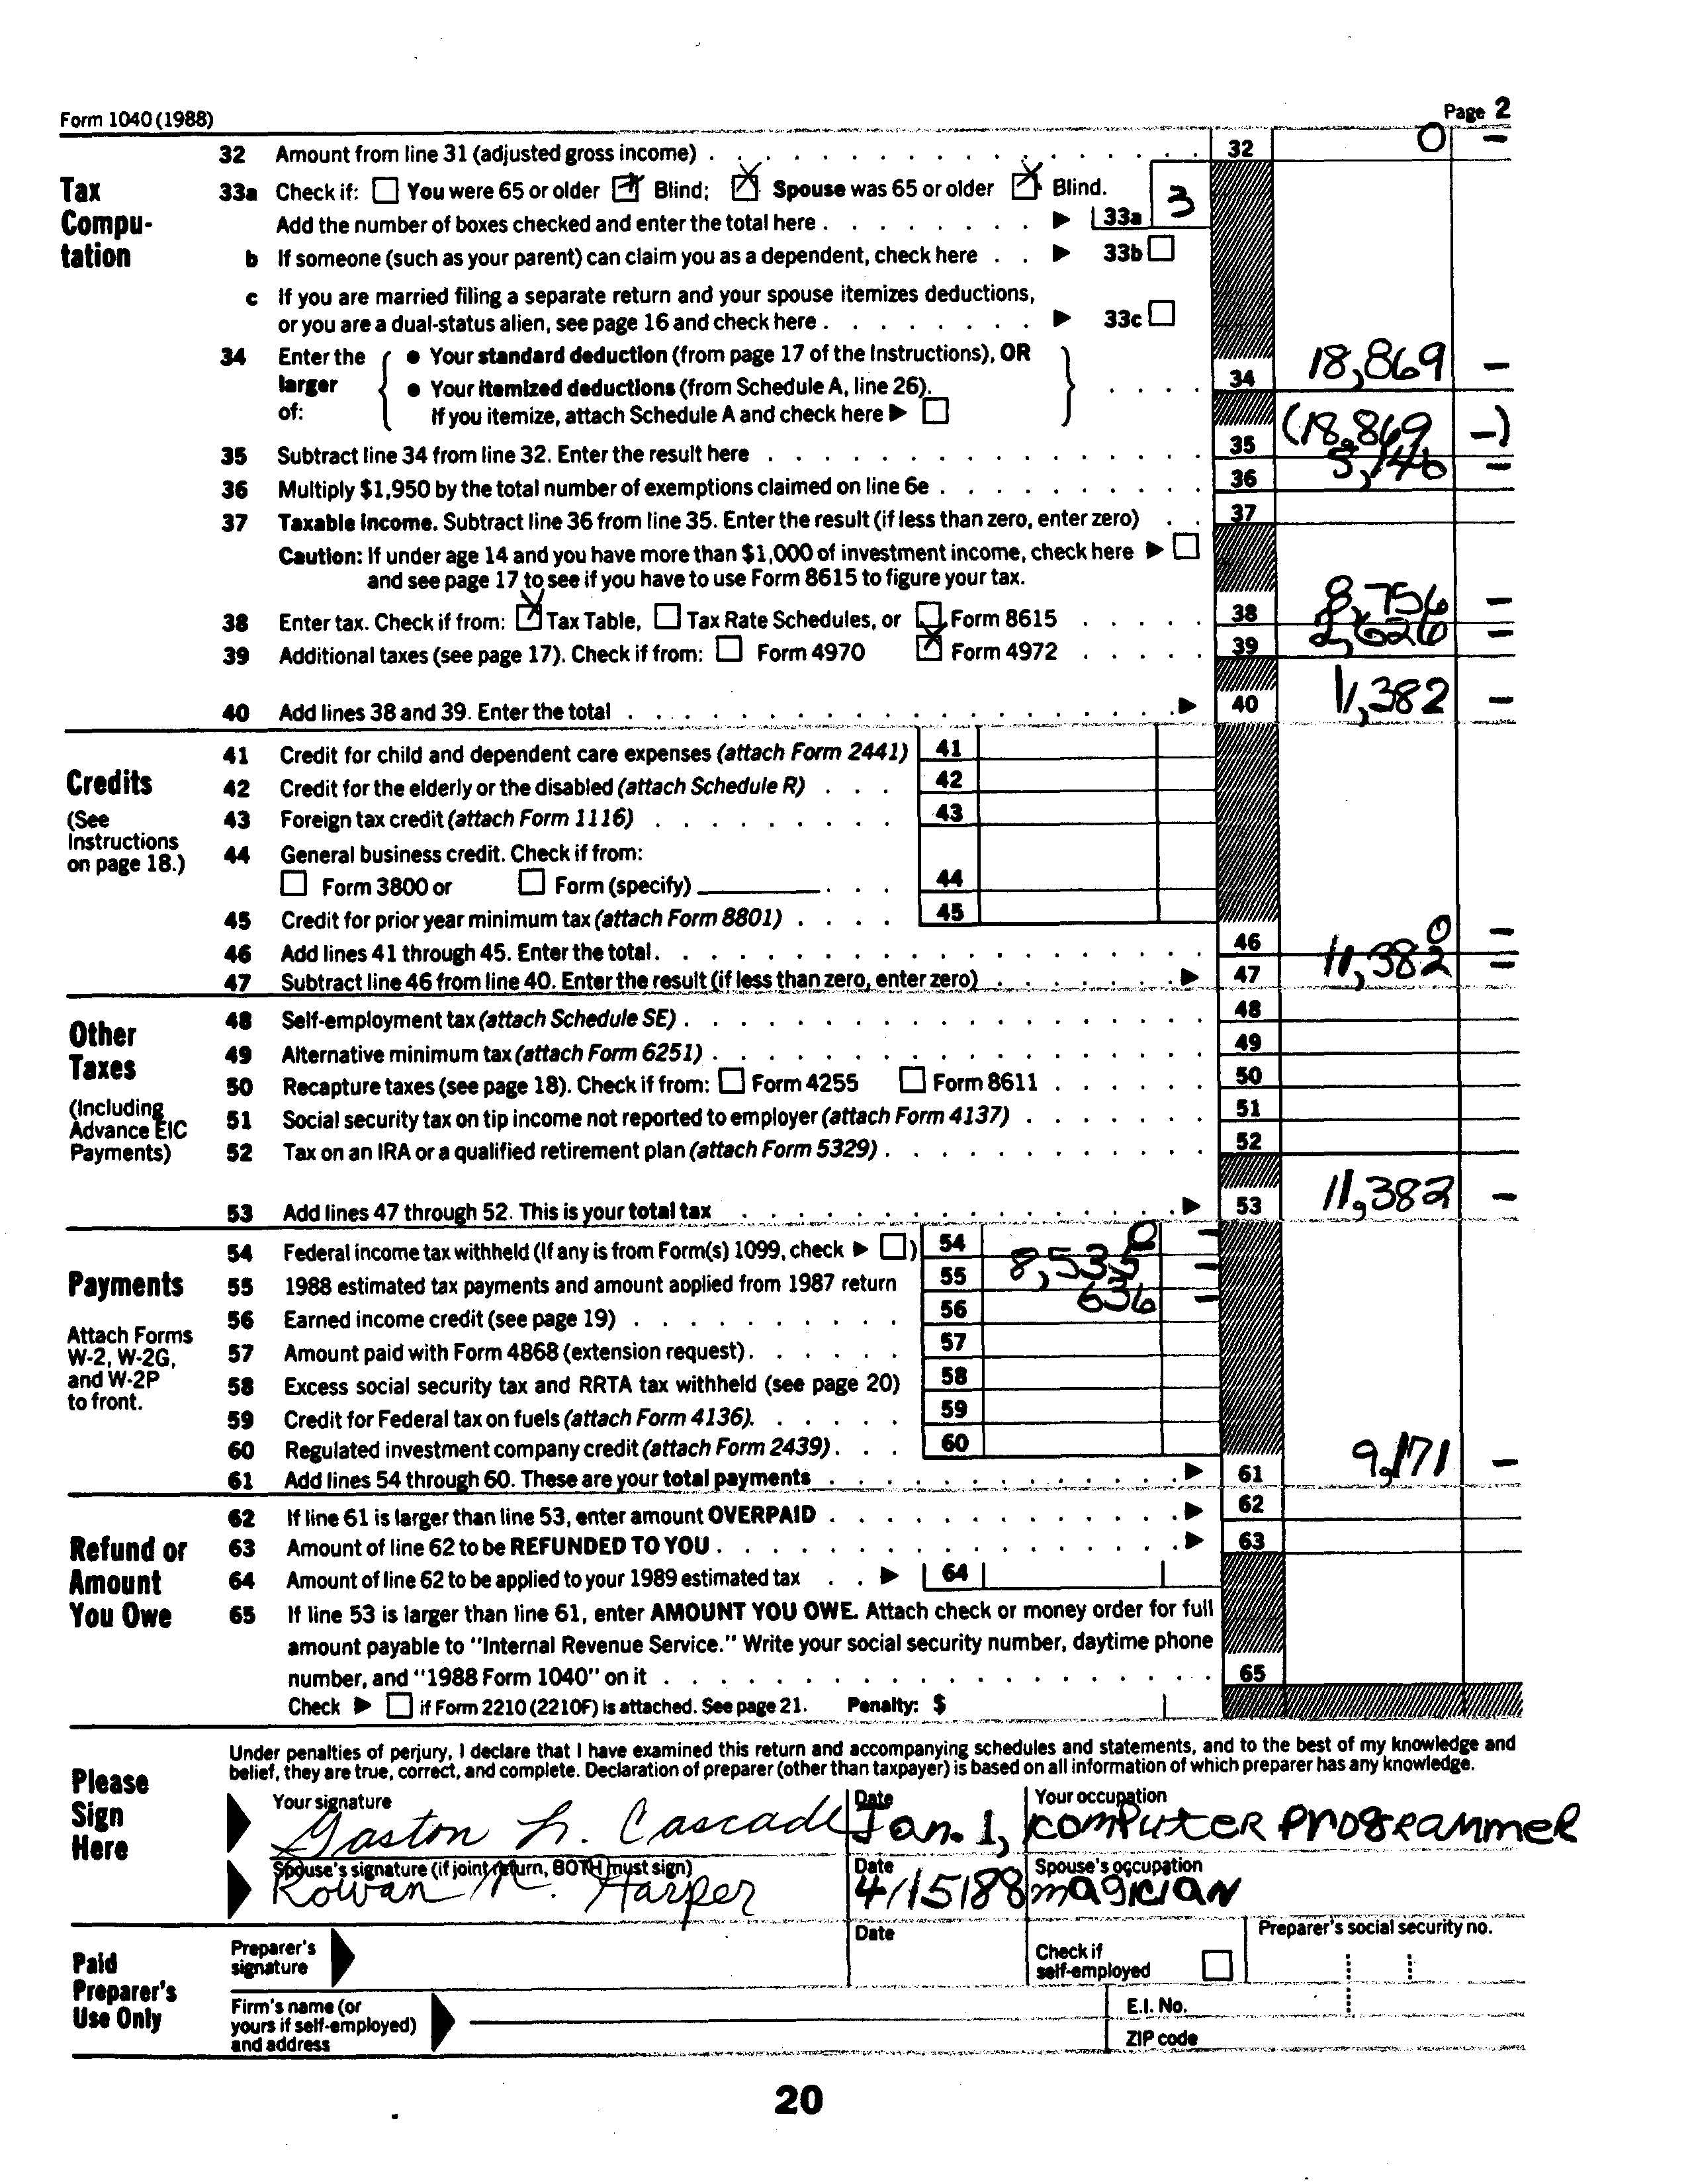 Form 1040 (1988) Page 2
32 Amount from line 31 (adjusted gross income) . . . . 32 0 –
Tax Compu- tation
33a Check if: You were 65 or older Blind; Spouse was 65 or older Blind.
Add the number of boxes checked and enter the total here . . . . 33a 3
b If someone (such as your parent) can claim you as a dependent, check here . . 33b
c If you are married filing a separate return and your spouse itemizes deductions,
or you are a dual-status alien, see page 16 and check here . . . . 33c
34 Enter the larger of:
● Your standard deduction (from page 17 of the Instructions), OR
● Your itemized deductions (from Schedule A, line 26).
If you itemize, attach Schedule A and check here
34 18,869 –
35 Subtract line 34 from line 32. Enter the result here . . . . 35 (18,869 –)
36 Multiply $1,950 by the total number of exemptions claimed on line 6e . . . . 36 5,146 –
37 Taxable income. Subtract line 36 from line 35. Enter the result (if less than zero, enter zero) . . 37
Caution: If under age 14 and you have more than $1,000 of investment income, check here
and see page 17 to see if you have to use Form 8615 to figure your tax.
38 Enter tax. Check if from: Tax Table, Tax Rate Schedules, or Form 8615 . . . . 38 8,756 –
39 Additional taxes (see page 17). Check if from: Form 4970 Form 4972 . . . . 39 2,626 –
40 Add lines 38 and 39. Enter the total . . . . 40 11,382 –
Credits
(See Instructions on page 18.)
41 Credit for child and dependent care expenses (attach Form 2441) 41
42 Credit for the elderly or the disabled (attach Schedule R) . . . 42
43 Foreign tax credit (attach Form 1116) . . . . 43
44 General business credit. Check if from:
Form 3800 or Form (specify) . . . 44
45 Credit for prior year minimum tax (attach Form 8801) . . . . 45
46 Add lines 41 through 45. Enter the total . . . . 46 0 –
47 Subtract line 46 from line 40. Enter the result (if less than zero, enter zero) . . . . 47 11,382 –
Other Taxes
(Including Advance EIC Payments)
48 Self-employment tax (attach Schedule SE) . . . . 48
49 Alternative minimum tax (attach Form 6251) . . . . 49
50 Recapture taxes (see page 18). Check if from: Form 4255 Form 8611 . . . . 50
51 Social security tax on tip income not reported to employer (attach Form 4137) . . . . 51
52 Tax on an IRA or a qualified retirement plan (attach Form 5329) . . . . 52
53 Add lines 47 through 52. This is your total tax . . . . 53 11,382 –
Payments
Attach Forms W-2, W-2G, and W-2P to front.
54 Federal income tax withheld (If any is from Form(s) 1099, check ) 54 0 –
55 1988 estimated tax payments and amount applied from 1987 return 55 8,535 –
56 Earned income credit (see page 19) . . . . 56 636 –
57 Amount paid with Form 4868 (extension request) . . . . 57
58 Excess social security tax and RRTA tax withheld (see page 20) 58
59 Credit for Federal tax on fuels (attach Form 4136). . . . . 59
60 Regulated investment company credit (attach Form 2439) . . . 60
61 Add lines 54 through 60. These are your total payments . . . . 61 9,171 –
Refund or Amount You Owe
62 If line 61 is larger than line 53, enter amount OVERPAID . . . . 62
63 Amount of line 62 to be REFUNDED TO YOU . . . . 63
64 Amount of line 62 to be applied to your 1989 estimated tax . . 64
65 If line 53 is larger than line 61, enter AMOUNT YOU OWE. Attach check or money order for full
amount payable to "Internal Revenue Service." Write your social security number, daytime phone
number, and "1988 Form 1040" on it . . . . 65
Check if Form 2210 (2210F) is attached. See page 21. Penalty: $
Please Sign Here
Under penalties of perjury, I declare that I have examined this return and accompanying schedules and statements, and to the best of my knowledge and
belief, they are true, correct, and complete. Declaration of preparer (other than taxpayer) is based on all information of which preparer has any knowledge.
Your signature Date Your occupation
Gaston L. Cascade Jan. 1, computer programmer
Spouse's signature (if joint return, BOTH must sign) Date Spouse's occupation
Rowan K. Harper 4/15/88 magician
Paid Preparer's Use Only
Preparer's signature Date Check if self-employed Preparer's social security no.
Firm's name (or yours if self-employed) and address E.I. No.
ZIP code
20